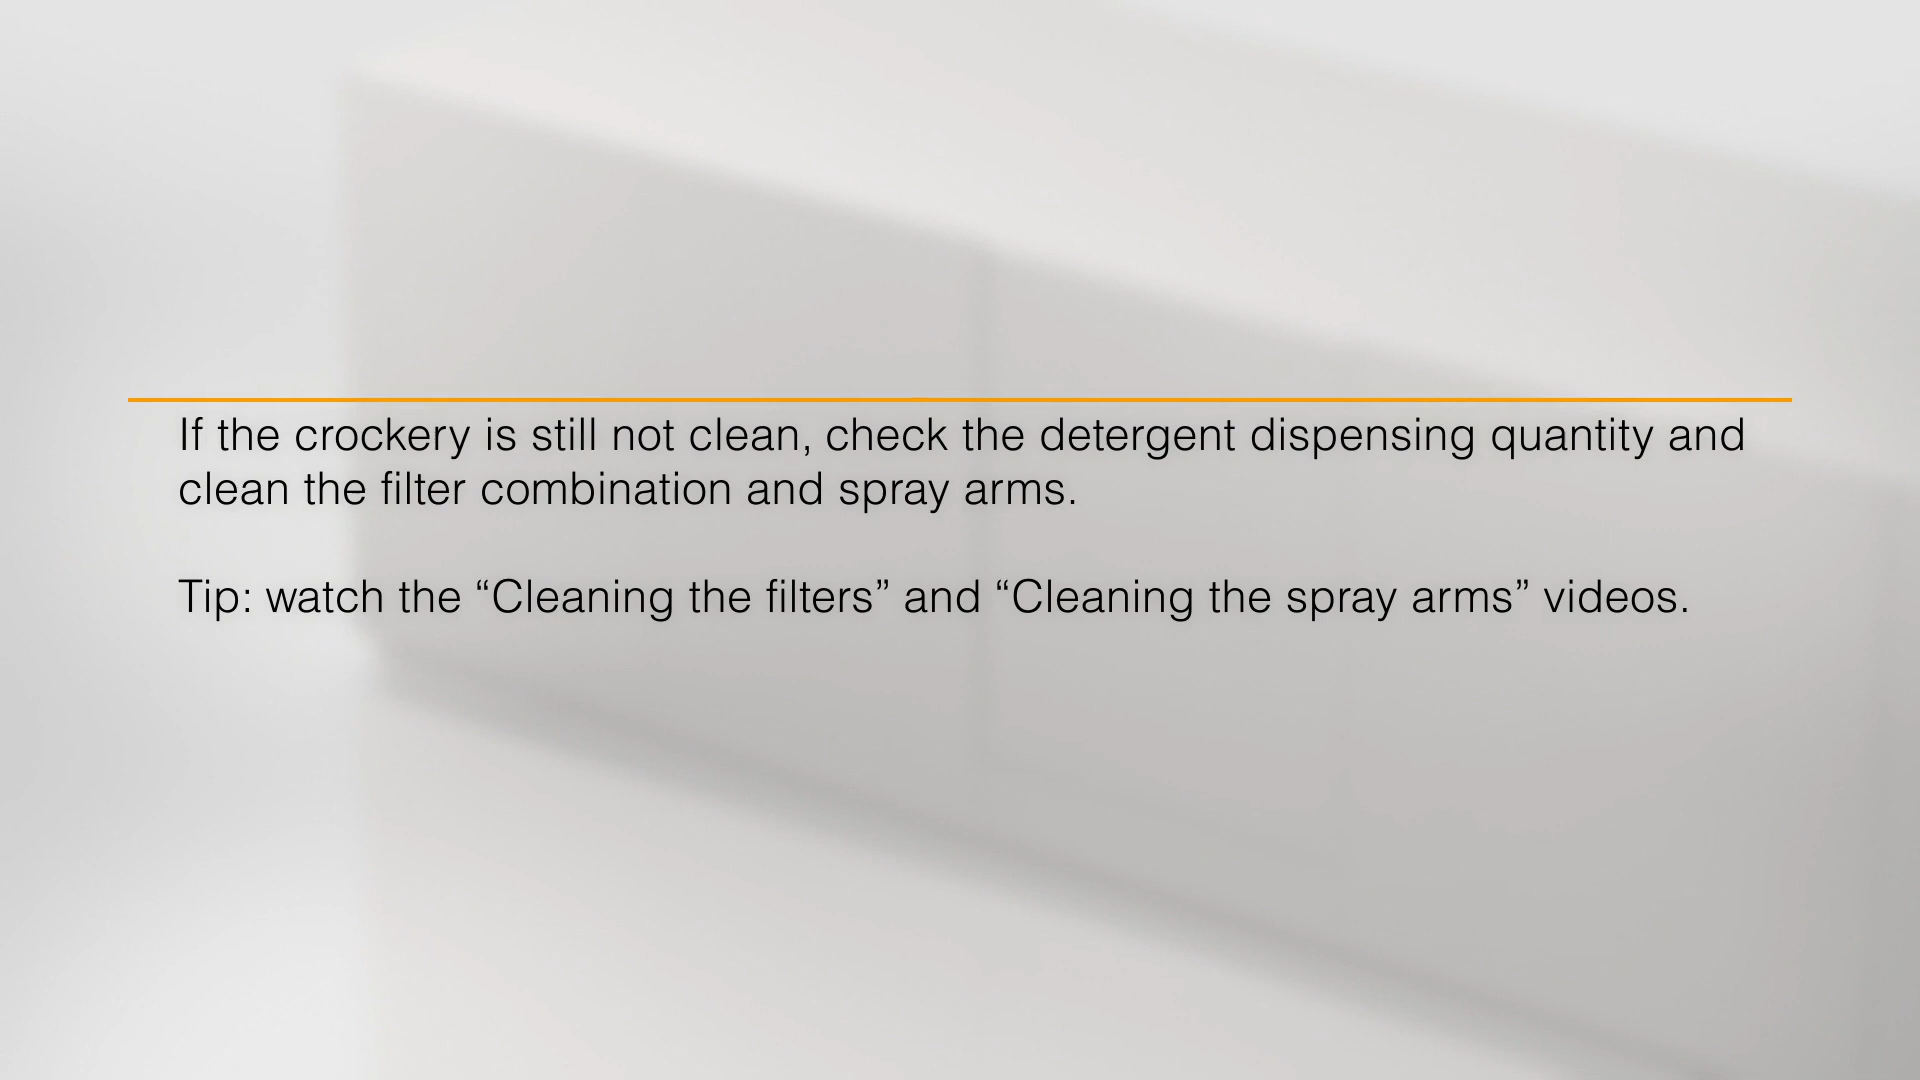 If the crockery is still not clean, check the detergent dispensing quantity and
clean the filter combination and spray arms.
Tip: watch the “Cleaning the filters” and “Cleaning the spray arms” videos.